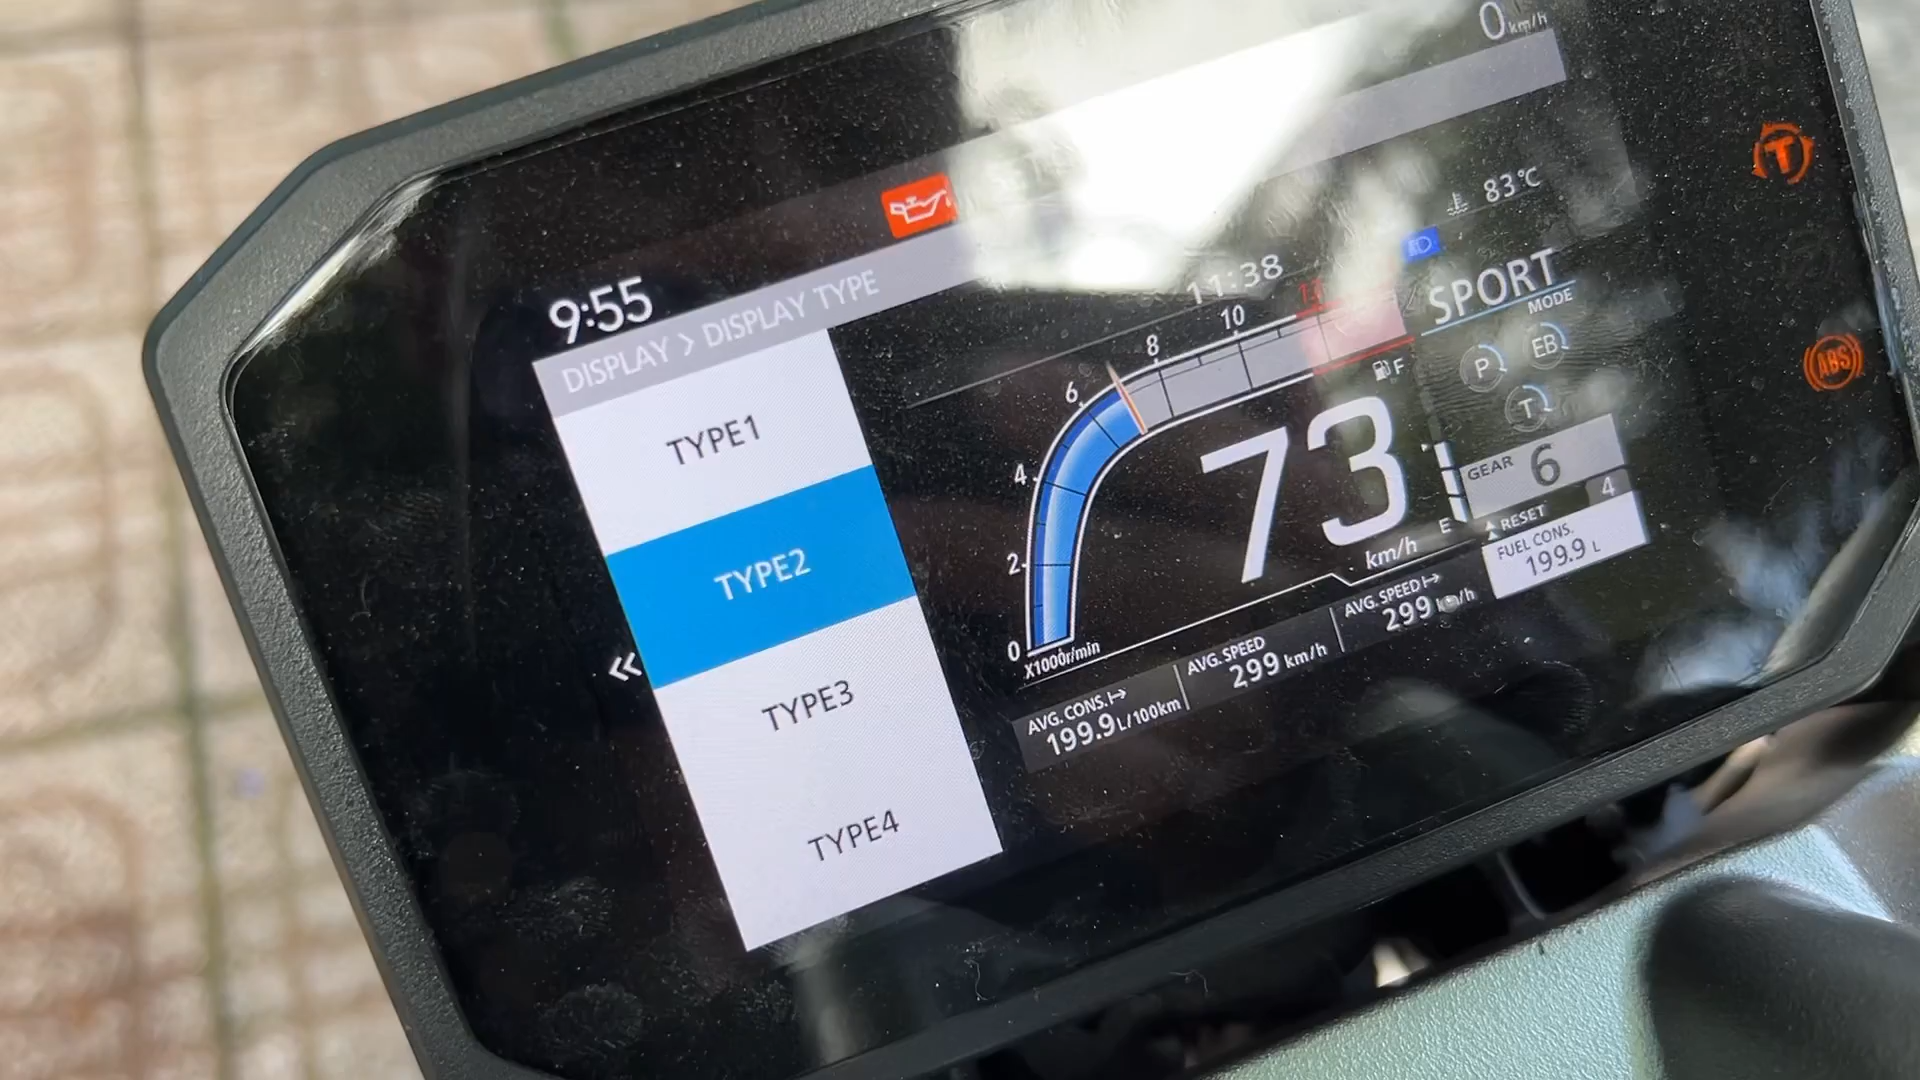 0 km/h
9:55
DISPLAY > DISPLAY TYPE
TYPE1
TYPE2
TYPE3
TYPE4
83°C
11:38
SPORT
MODE
P
EB
T
0
2
4
6
8
10
F
E
73
km/h
X1000r/min
GEAR 6
4
RESET
FUEL CONS.
199.9 L
AVG. CONS.
199.9 L/100km
AVG. SPEED
299 km/h
AVG. SPEED
299 km/h
T
ABS